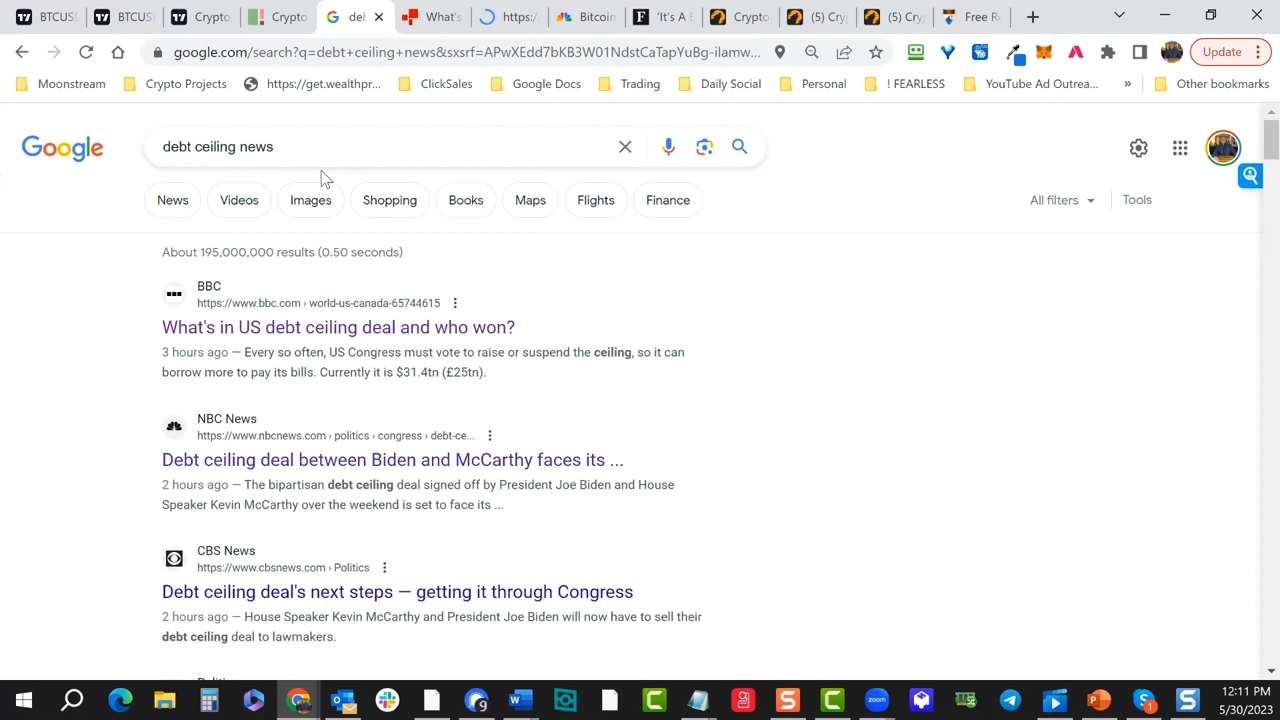 BTCUS
BTCUS
Crypto
Crypto
deb
What's
https:
Bitcoin
'It's A B
Crypto
(5) Cry
(5) Cry
Free Re
google.com/search?q=debt+ceiling+news&sxsrf=APwXEdd7bKB3W01NdstCaTapYuBg-ilamw...
Update
Moonstream
Crypto Projects
https://get.wealthpr...
ClickSales
Google Docs
Trading
Daily Social
Personal
! FEARLESS
YouTube Ad Outrea...
»
Other bookmarks
Google
debt ceiling news
News
Videos
Images
Shopping
Books
Maps
Flights
Finance
All filters
Tools
About 195,000,000 results (0.50 seconds)
BBC
https://www.bbc.com › world-us-canada-65744615
What's in US debt ceiling deal and who won?
3 hours ago — Every so often, US Congress must vote to raise or suspend the ceiling, so it can
borrow more to pay its bills. Currently it is $31.4tn (£25tn).
NBC News
https://www.nbcnews.com › politics › congress › debt-ce...
Debt ceiling deal between Biden and McCarthy faces its ...
2 hours ago — The bipartisan debt ceiling deal signed off by President Joe Biden and House
Speaker Kevin McCarthy over the weekend is set to face its ...
CBS News
https://www.cbsnews.com › Politics
Debt ceiling deal's next steps — getting it through Congress
2 hours ago — House Speaker Kevin McCarthy and President Joe Biden will now have to sell their
debt ceiling deal to lawmakers.
12:11 PM
5/30/2023